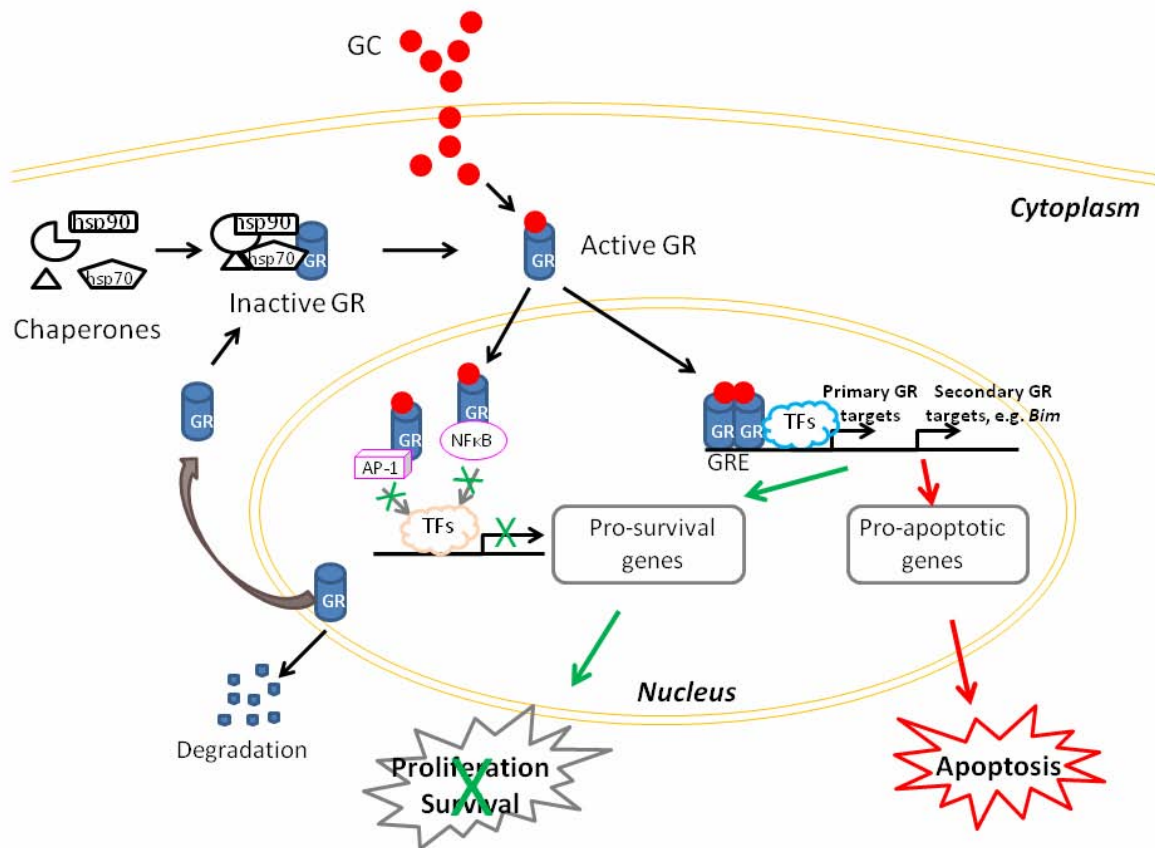 GC
Cytoplasm
hsp90
hsp70
Chaperones
hsp90
hsp70
GR
Inactive GR
GR
Active GR
GR
GR
AP-1
GR
NFκB
TFs
GR
GR
TFs
GRE
Primary GR
targets
Secondary GR
targets, e.g. Bim
Pro-survival
genes
Pro-apoptotic
genes
GR
Degradation
Nucleus
Proliferation
Survival
Apoptosis